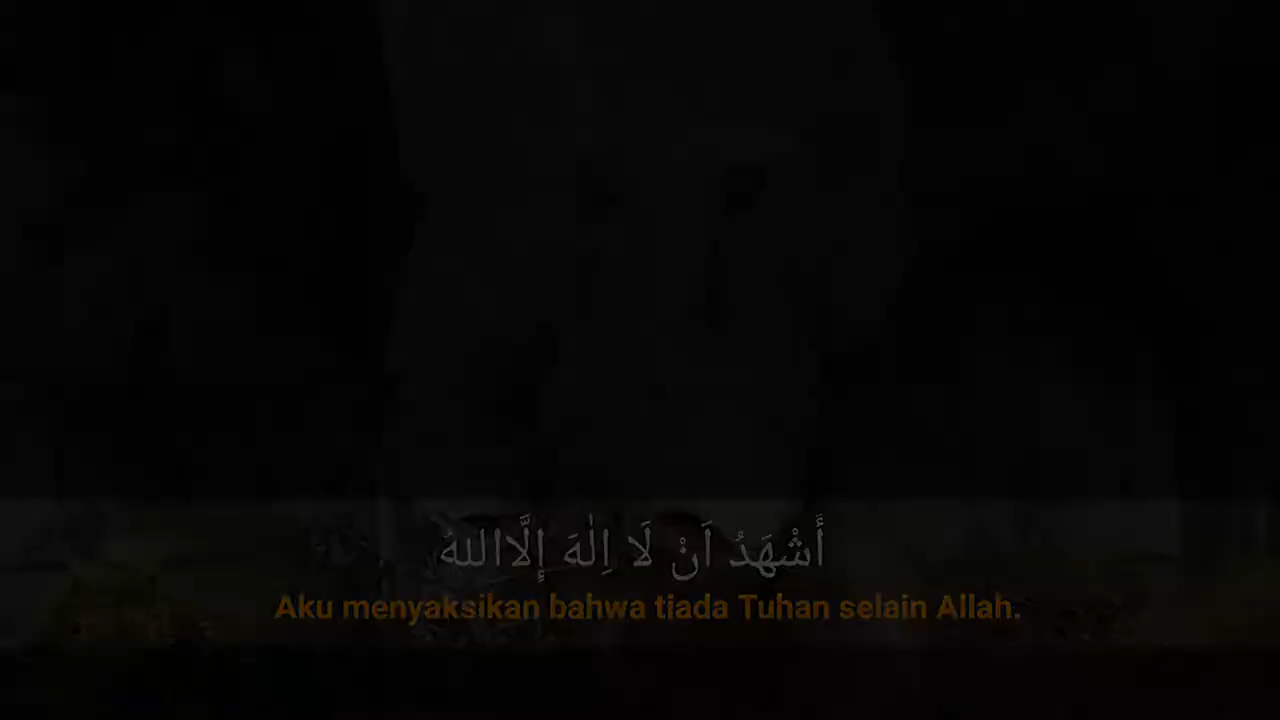 أَشْهَدُ اَنْ لَا اِلٰهَ إِلَّااللهَُ
Aku menyaksikan bahwa tiada Tuhan selain Allah.